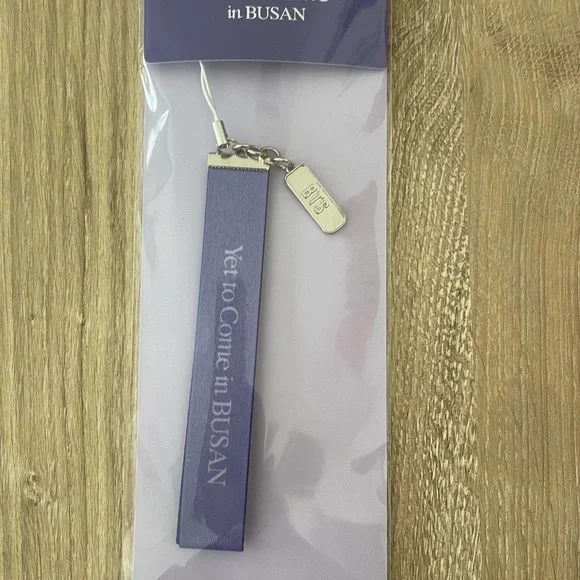 in BUSAN
BTS
Yet to Come in BUSAN